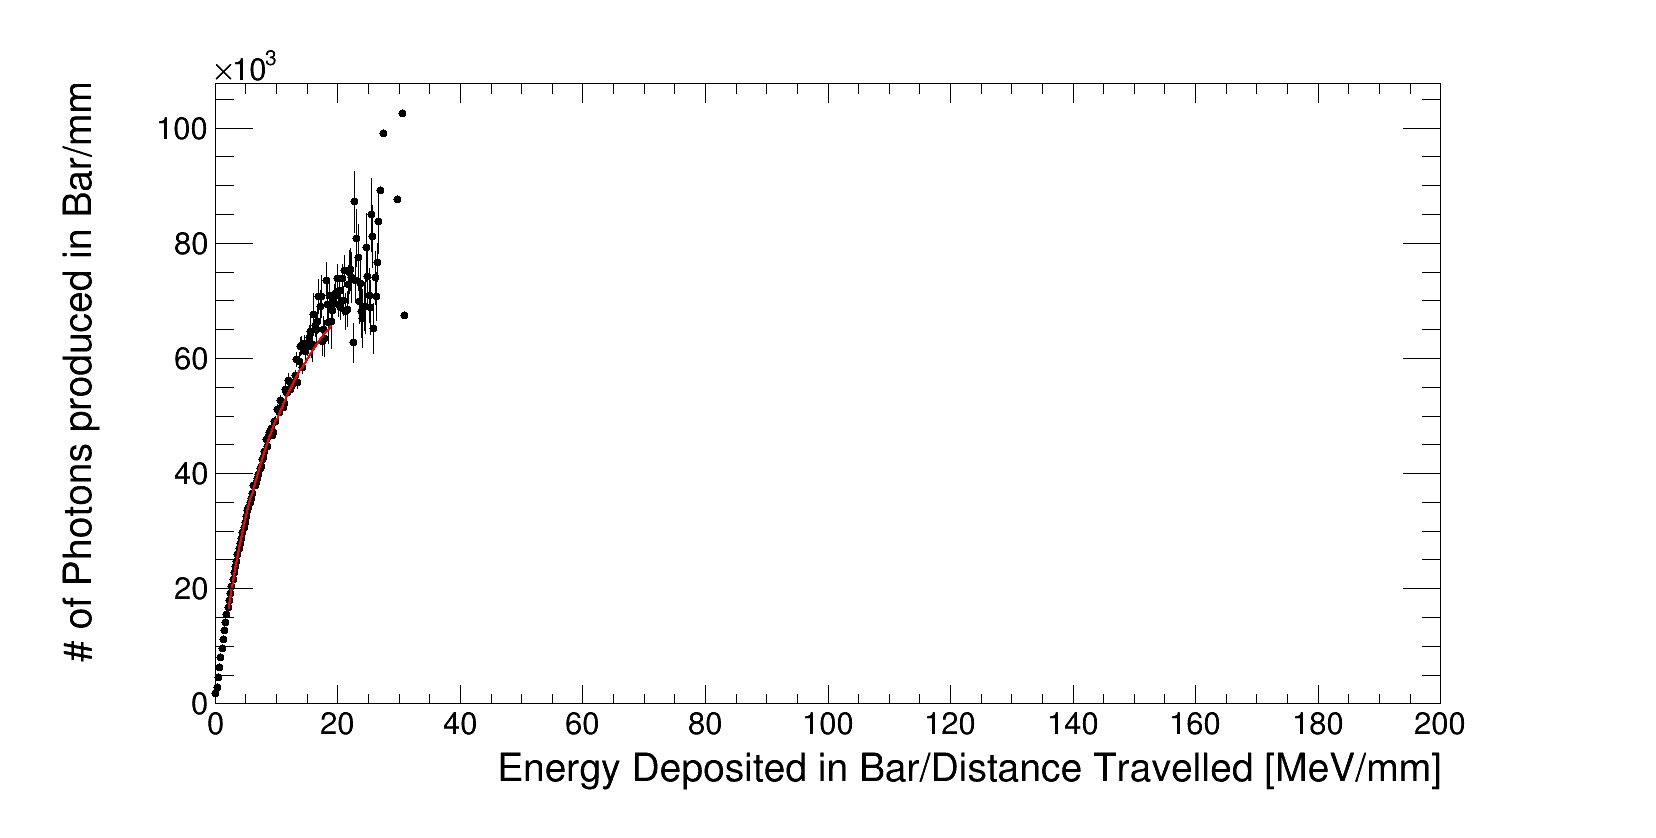 ×10³
# of Photons produced in Bar/mm
100
80
60
40
20
0
0 20 40 60 80 100 120 140 160 180 200
Energy Deposited in Bar/Distance Travelled [MeV/mm]